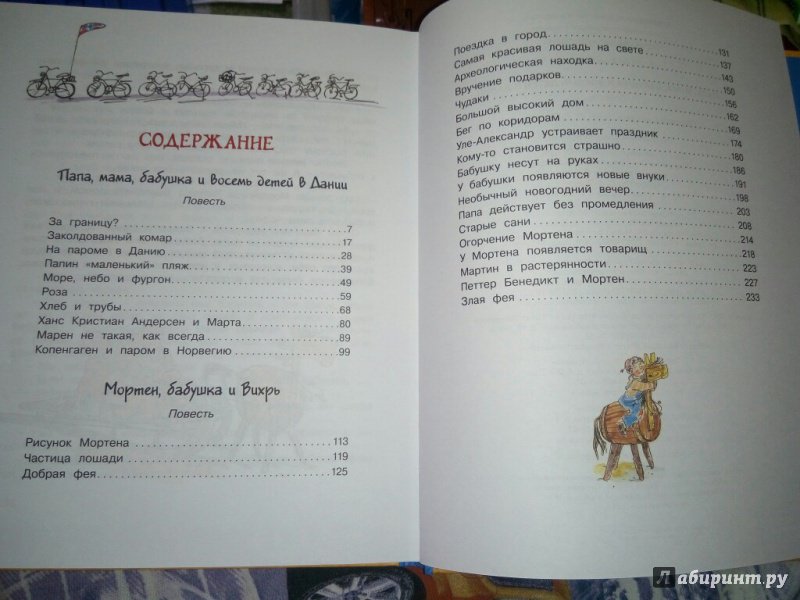 СОДЕРЖАНИЕ
Папа, мама, бабушка и восемь детей в Дании
Повесть
За границу? 7
Заколдованный комар 17
На пароме в Данию 28
Папин «маленький» пляж 39
Море, небо и фургон 49
Роза 59
Хлеб и трубы 68
Ханс Кристиан Андерсен и Марта 80
Марен не такая, как всегда 89
Копенгаген и паром в Норвегию 99
Мортен, бабушка и Вихрь
Повесть
Рисунок Мортена 113
Частица лошади 119
Добрая фея 125
Поездка в город 131
Самая красивая лошадь на свете 137
Археологическая находка 143
Вручение подарков 150
Чудаки 156
Большой высокий дом 162
Бег по коридорам 169
Уле-Александр устраивает праздник 174
Кому-то становится страшно 180
Бабушку несут на руках 186
У бабушки появляются новые внуки 191
Необычный новогодний вечер 198
Папа действует без промедления 203
Старые сани 208
Огорчение Мортена 214
У Мортена появляется товарищ 218
Мартин в растерянности 223
Петтер Бенедикт и Мортен 227
Злая фея 233
Лабиринт.ру